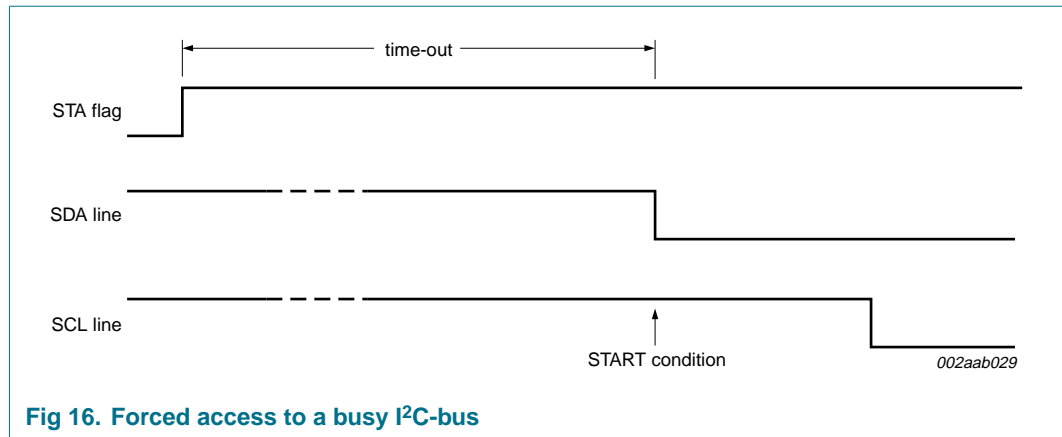 time-out
STA flag
SDA line
SCL line
START condition
002aab029
Fig 16. Forced access to a busy I²C-bus